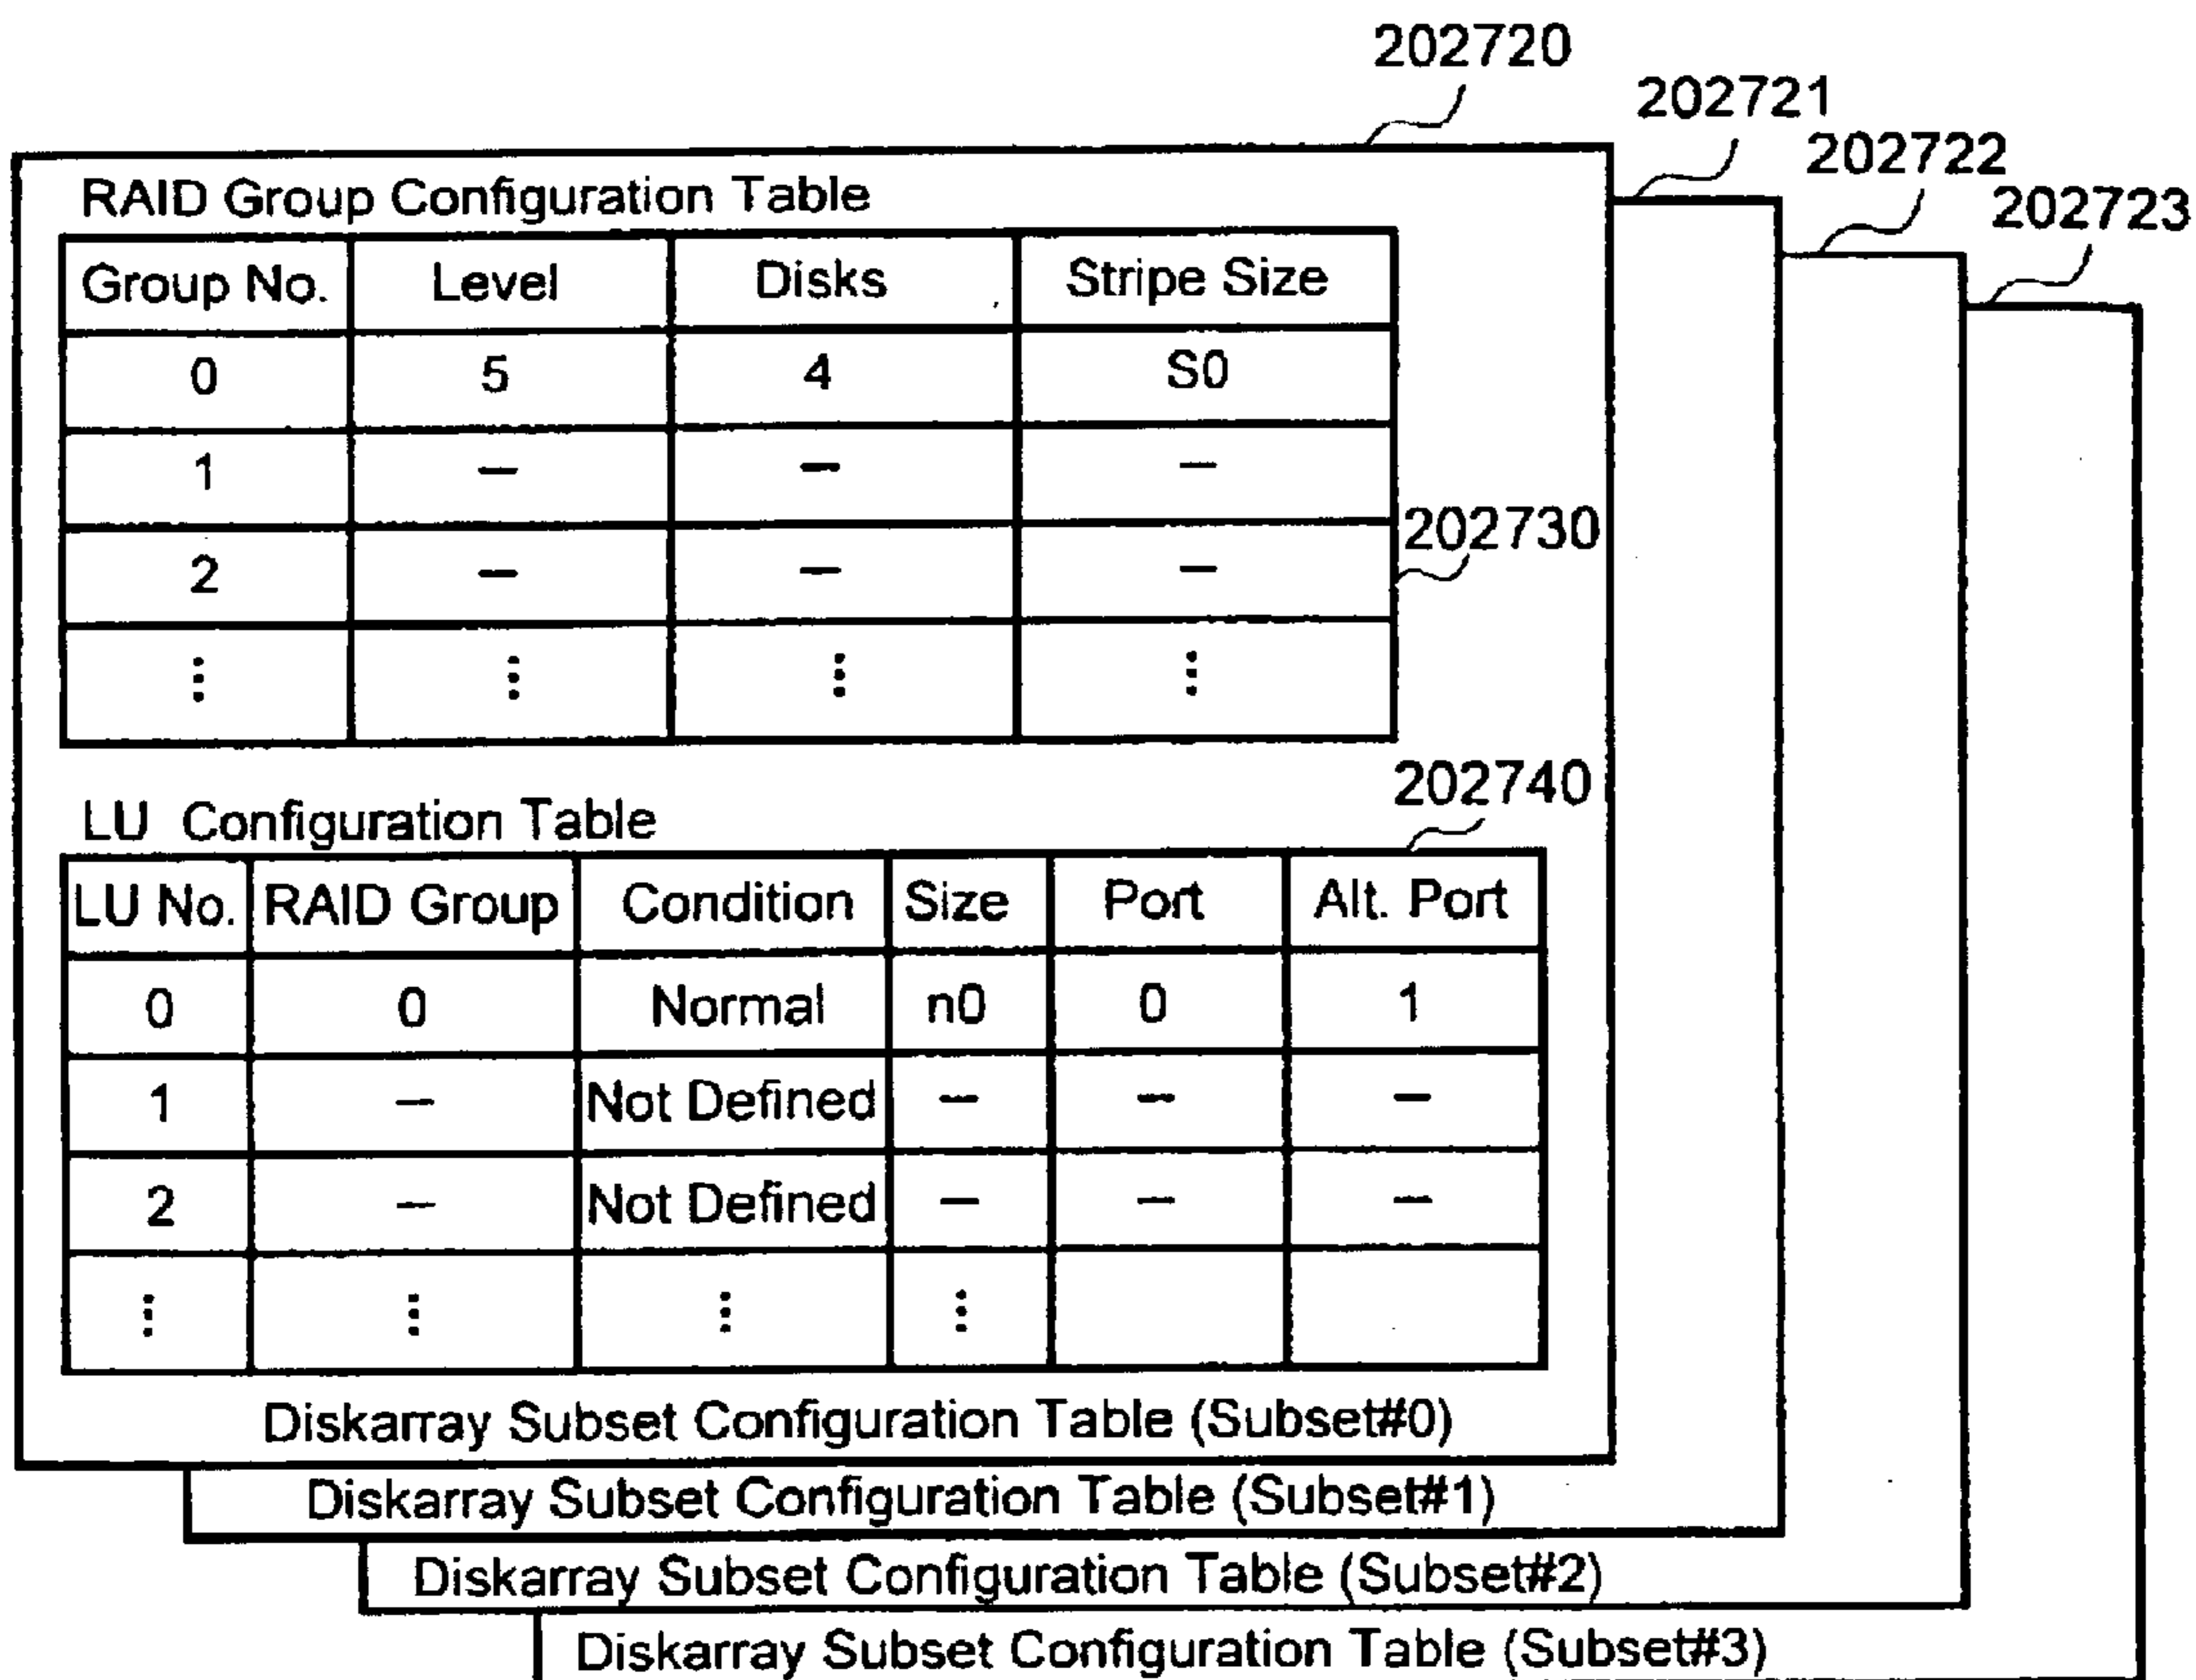 202720
202721
202722
202723
RAID Group Configuration Table
Group No. Level Disks Stripe Size
0 5 4 S0
1 – – –
2 – – –
⋮ ⋮ ⋮ ⋮
202730
202740
LU Configuration Table
LU No. RAID Group Condition Size Port Alt. Port
0 0 Normal n0 0 1
1 – Not Defined – – –
2 – Not Defined – – –
⋮ ⋮ ⋮ ⋮
Diskarray Subset Configuration Table (Subset#0)
Diskarray Subset Configuration Table (Subset#1)
Diskarray Subset Configuration Table (Subset#2)
Diskarray Subset Configuration Table (Subset#3)